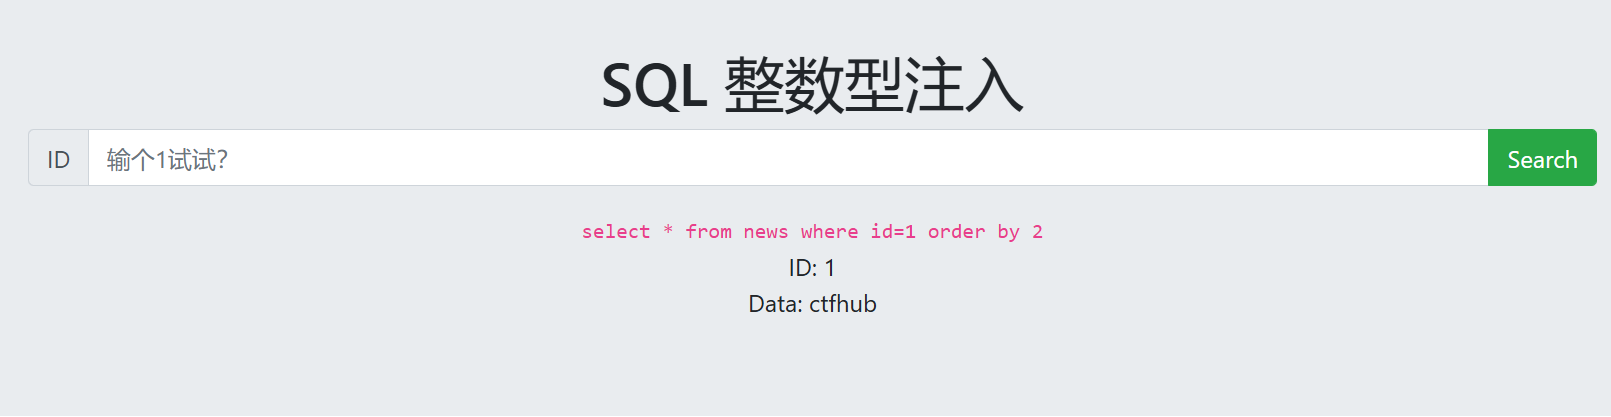 SQL 整数型注入
ID 输个1试试？ Search
select * from news where id=1 order by 2
ID: 1
Data: ctfhub